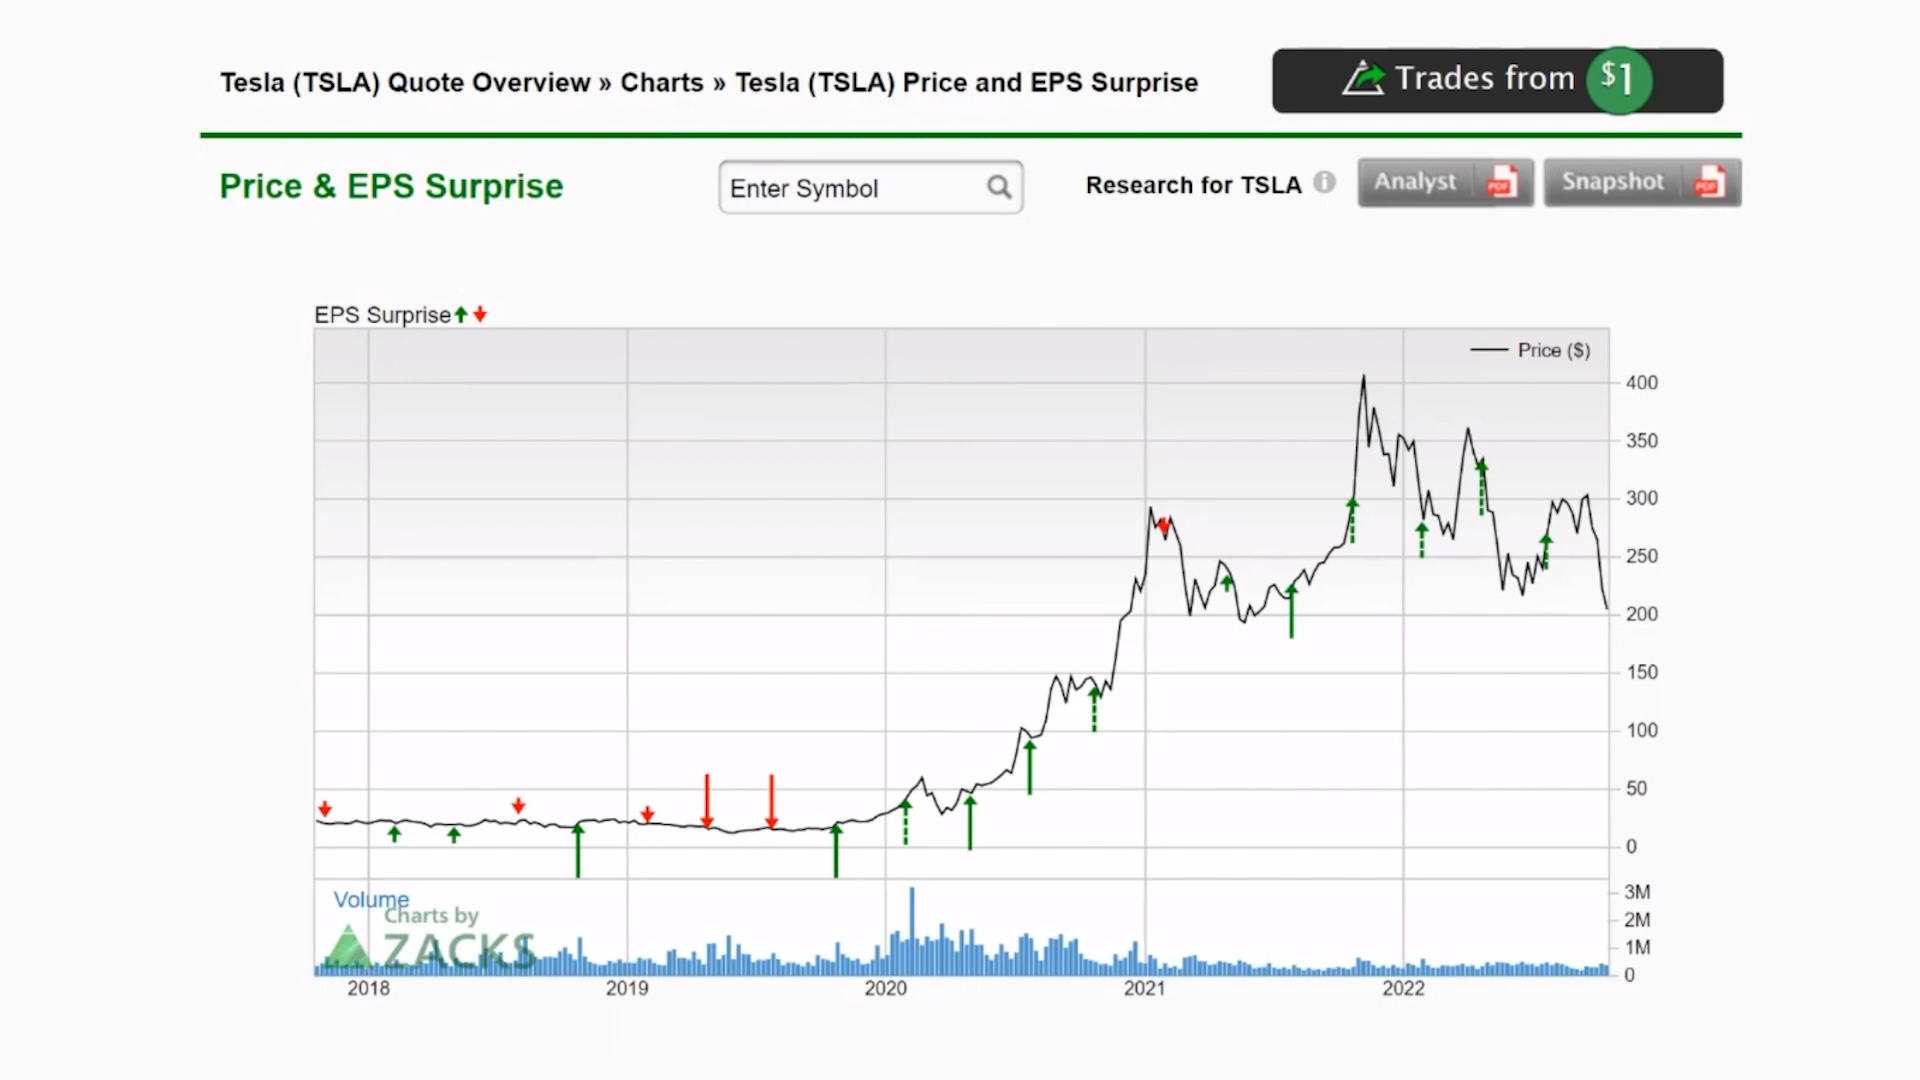 Tesla (TSLA) Quote Overview » Charts » Tesla (TSLA) Price and EPS Surprise
Trades from $1
Price & EPS Surprise
Enter Symbol
Research for TSLA
Analyst PDF
Snapshot PDF
EPS Surprise
Price ($)
400
350
300
250
200
150
100
50
0
Volume
Charts by
ZACKS
3M
2M
1M
0
2018 2019 2020 2021 2022